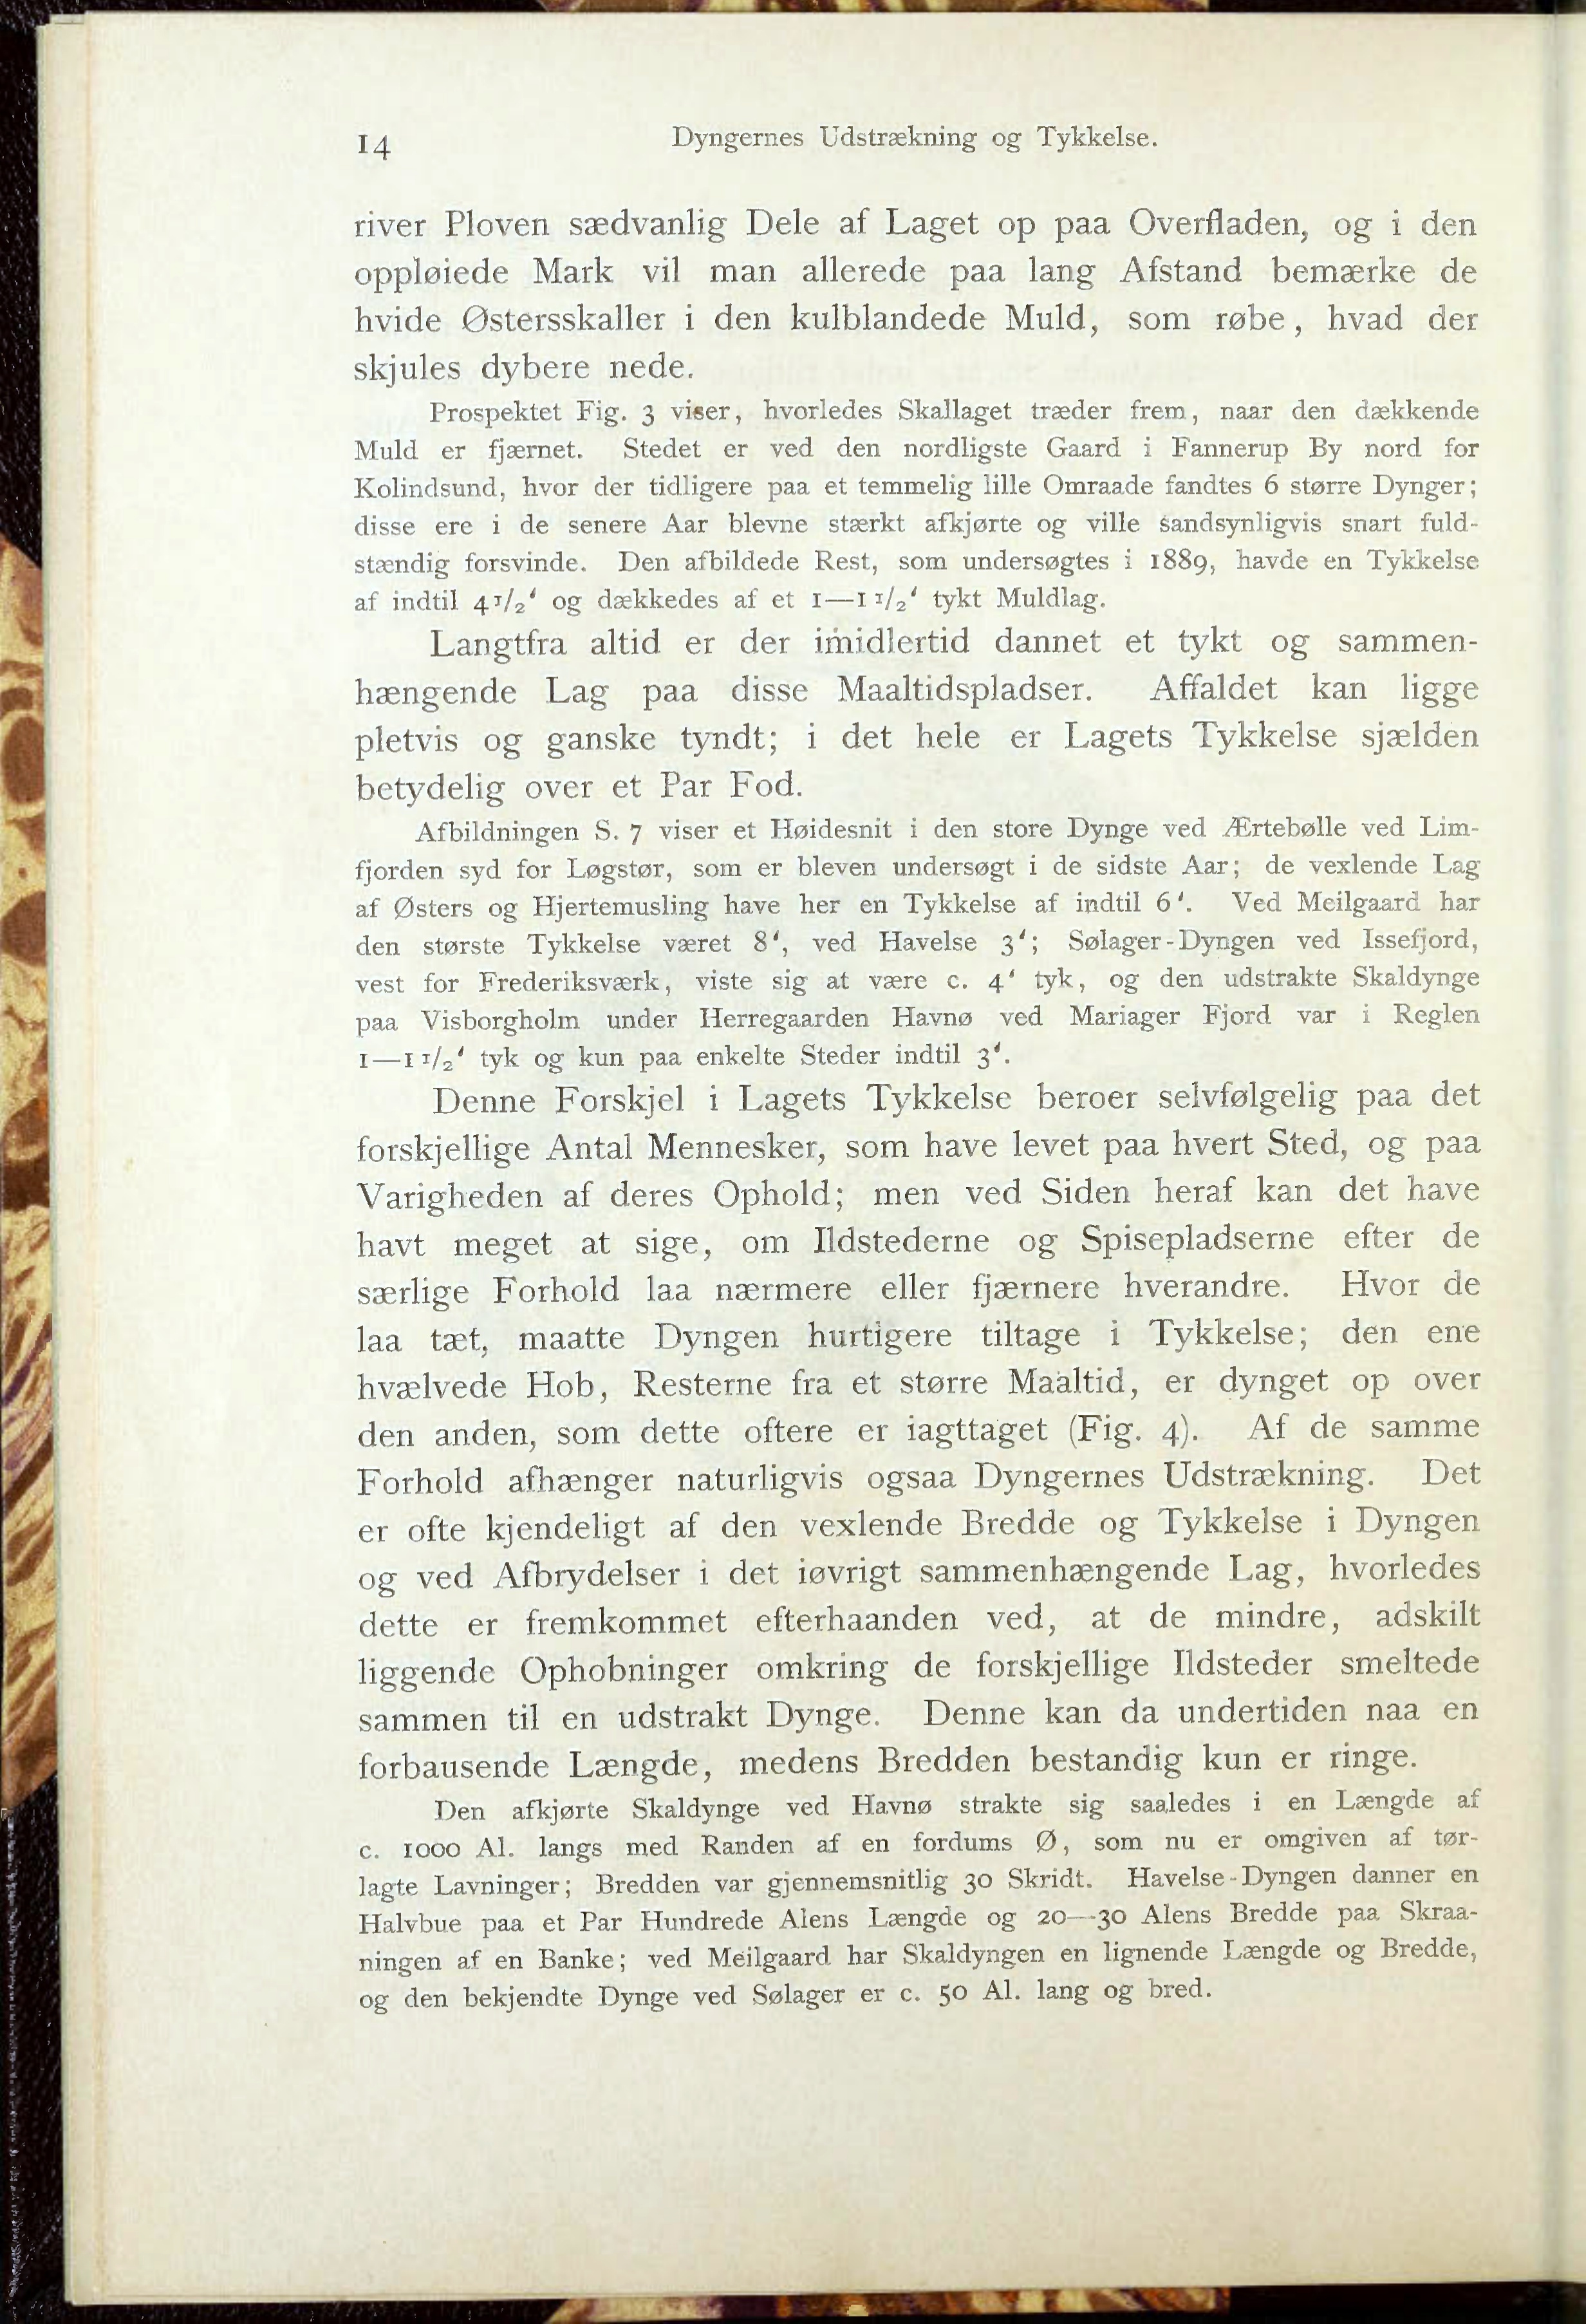 14
Dyngernes Udstrækning og Tykkelse.
river Ploven sædvanlig Dele af Laget op paa Overfladen, og i den
oppløiede Mark vil man allerede paa lang Afstand bemærke de
hvide Østersskaller i den kulblandede Muld, som røbe, hvad der
skjules dybere nede.
Prospektet Fig. 3 viser, hvorledes Skallaget træder frem, naar den dækkende
Muld er fjærnet. Stedet er ved den nordligste Gaard i Fannerup By nord for
Kolindsund, hvor der tidligere paa et temmelig lille Omraade fandtes 6 større Dynger;
disse ere i de senere Aar blevne stærkt afkjørte og ville sandsynligvis snart fuld-
stændig forsvinde. Den afbildede Rest, som undersøgtes i 1889, havde en Tykkelse
af indtil 4 1/2' og dækkedes af et 1—1 1/2' tykt Muldlag.
Langtfra altid er der imidlertid dannet et tykt og sammen-
hængende Lag paa disse Maaltidspladser. Affaldet kan ligge
pletvis og ganske tyndt; i det hele er Lagets Tykkelse sjælden
betydelig over et Par Fod.
Afbildningen S. 7 viser et Høidesnit i den store Dynge ved Ærtebølle ved Lim-
fjorden syd for Løgstør, som er bleven undersøgt i de sidste Aar; de vexlende Lag
af Østers og Hjertemusling have her en Tykkelse af indtil 6'. Ved Meilgaard har
den største Tykkelse været 8', ved Havelse 3'; Sølager-Dyngen ved Issefjord,
vest for Frederiksværk, viste sig at være c. 4' tyk, og den udstrakte Skaldynge
paa Visborgholm under Herregaarden Havnø ved Mariager Fjord var i Reglen
1—1 1/2' tyk og kun paa enkelte Steder indtil 3'.
Denne Forskjel i Lagets Tykkelse beroer selvfølgelig paa det
forskjellige Antal Mennesker, som have levet paa hvert Sted, og paa
Varigheden af deres Ophold; men ved Siden heraf kan det have
havt meget at sige, om Ildstederne og Spisepladserne efter de
særlige Forhold laa nærmere eller fjærnere hverandre. Hvor de
laa tæt, maatte Dyngen hurtigere tiltage i Tykkelse; den ene
hvælvede Hob, Resterne fra et større Maaltid, er dynget op over
den anden, som dette oftere er iagttaget (Fig. 4). Af de samme
Forhold afhænger naturligvis ogsaa Dyngernes Udstrækning. Det
er ofte kjendeligt af den vexlende Bredde og Tykkelse i Dyngen
og ved Afbrydelser i det iøvrigt sammenhængende Lag, hvorledes
dette er fremkommet efterhaanden ved, at de mindre, adskilt
liggende Ophobninger omkring de forskjellige Ildsteder smeltede
sammen til en udstrakt Dynge. Denne kan da undertiden naa en
forbausende Længde, medens Bredden bestandig kun er ringe.
Den afkjørte Skaldynge ved Havnø strakte sig saaledes i en Længde af
c. 1000 Al. langs med Randen af en fordums Ø, som nu er omgiven af tør-
lagte Lavninger; Bredden var gjennemsnitlig 30 Skridt. Havelse-Dyngen danner en
Halvbue paa et Par Hundrede Alens Længde og 20—30 Alens Bredde paa Skraa-
ningen af en Banke; ved Meilgaard har Skaldyngen en lignende Længde og Bredde,
og den bekjendte Dynge ved Sølager er c. 50 Al. lang og bred.